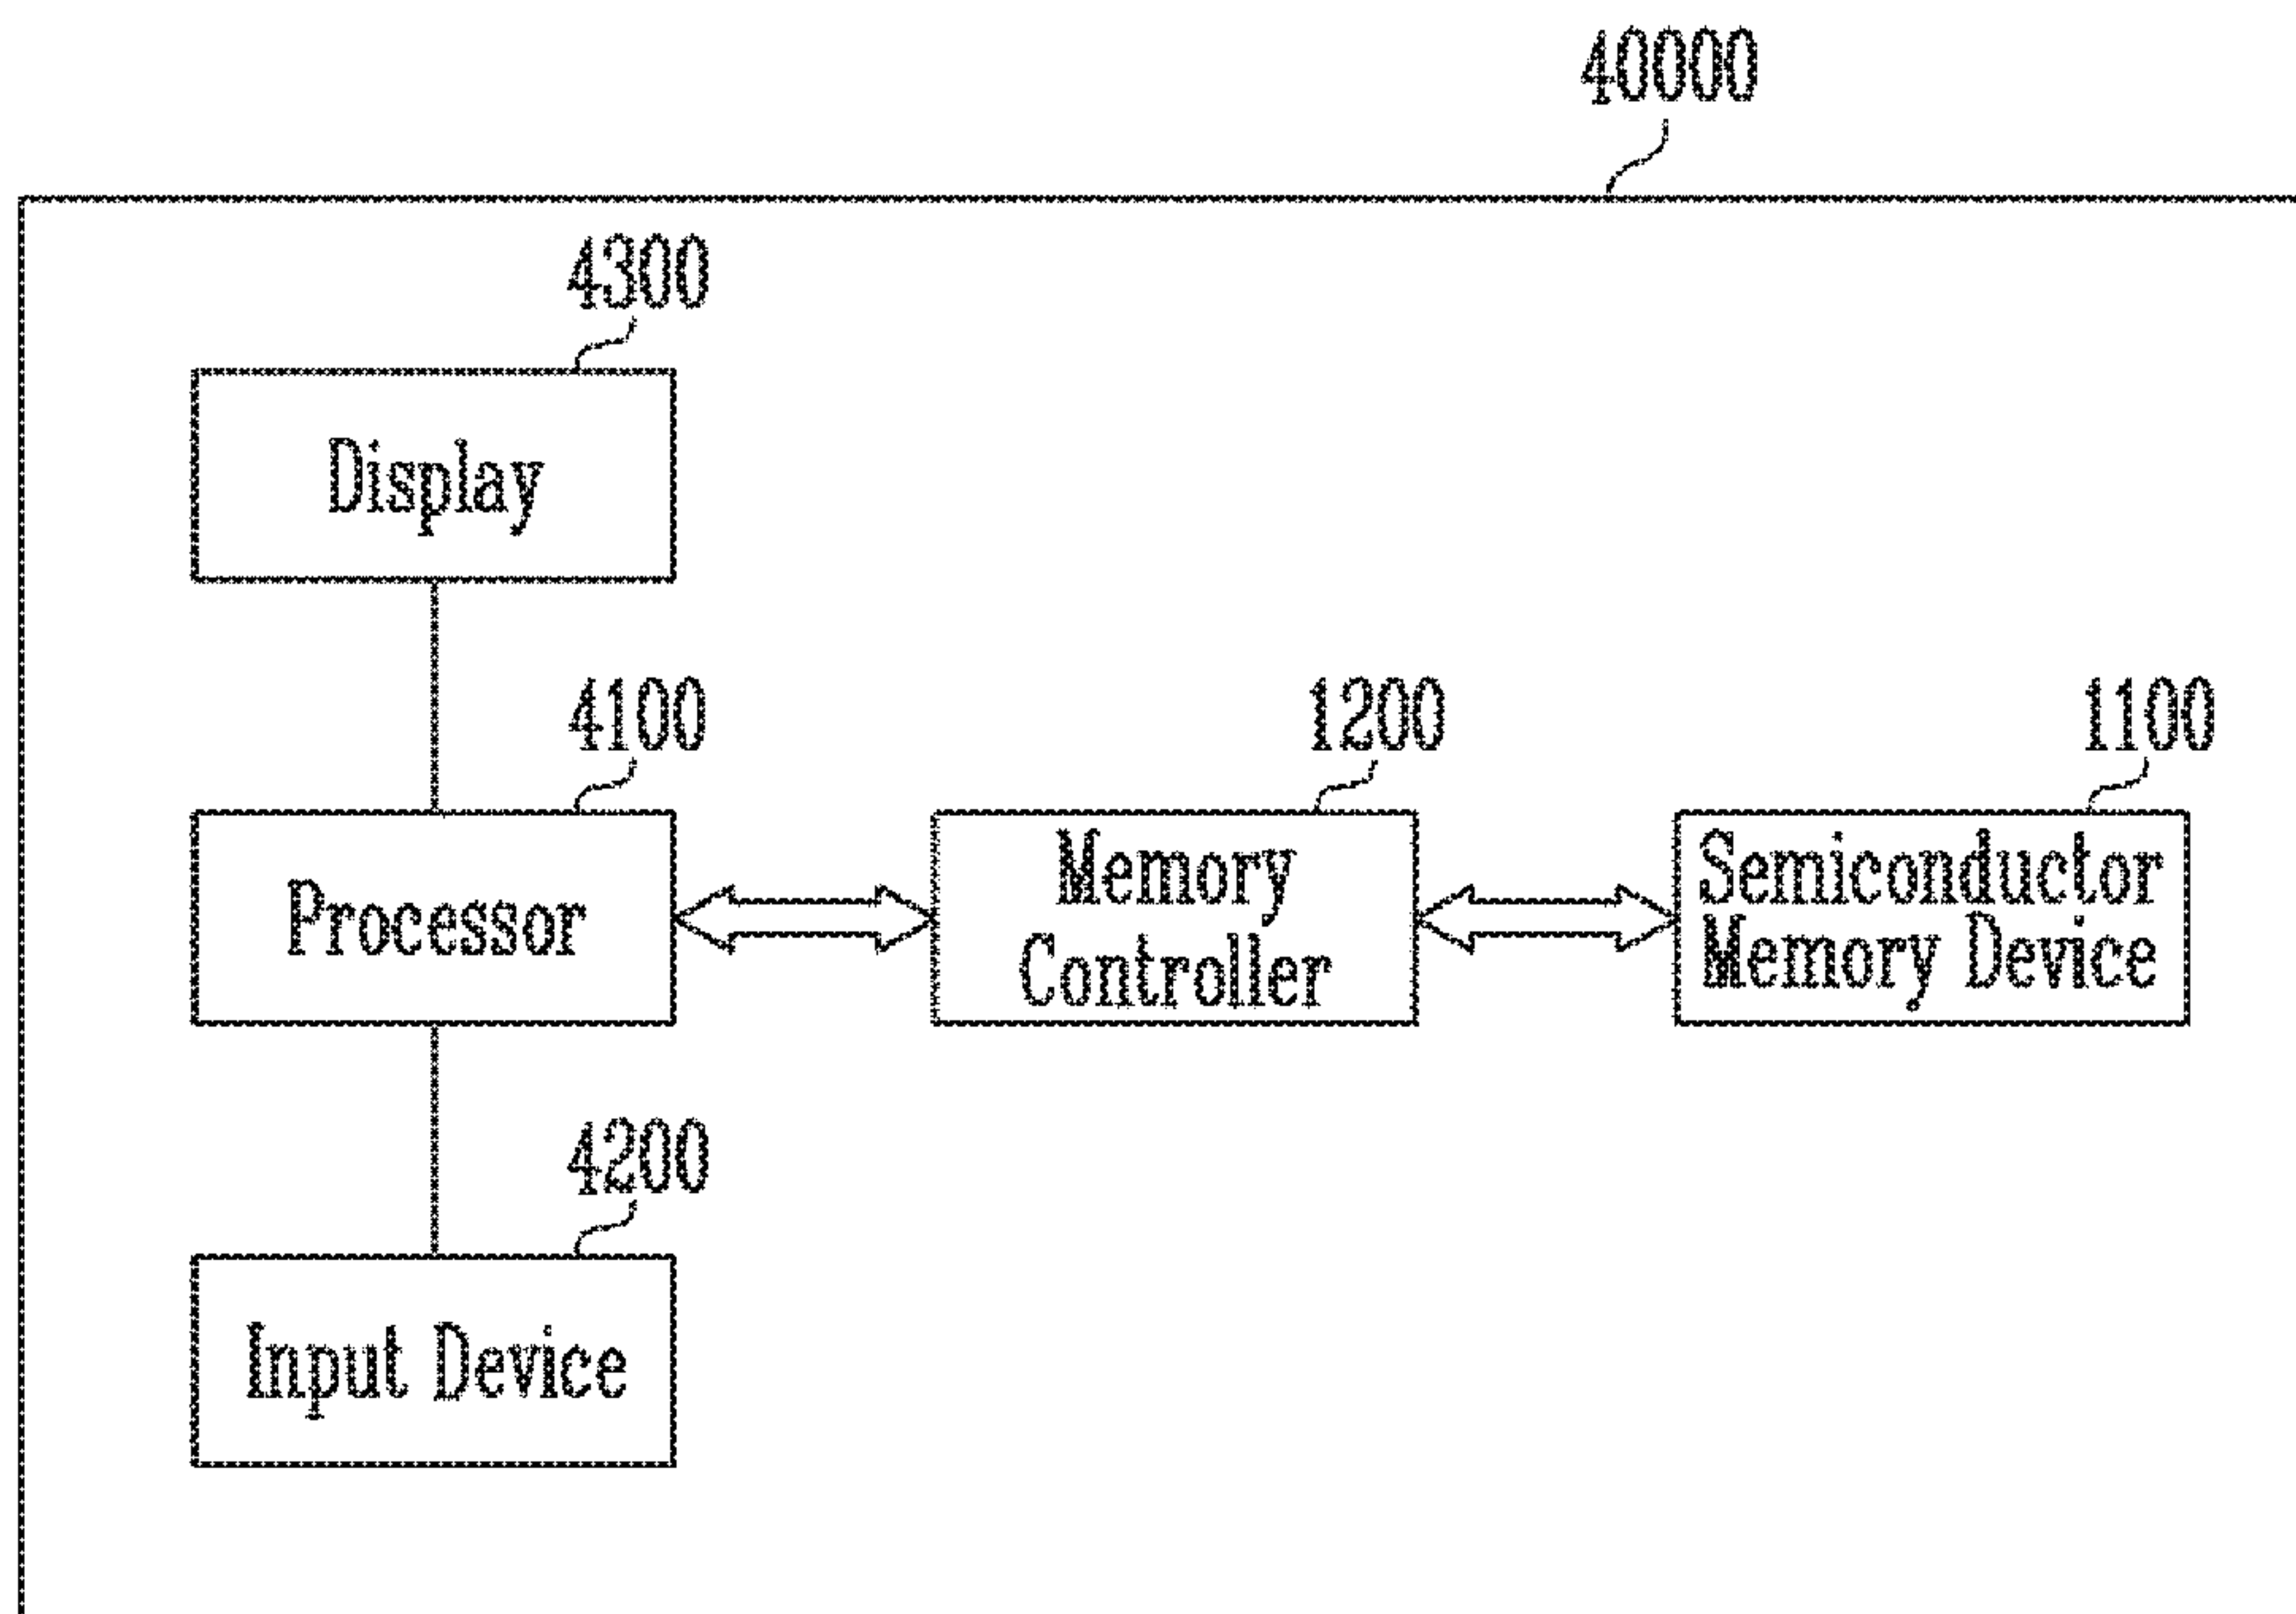 40000
4300
Display
4100
1200
1100
Processor
Memory
Controller
Semiconductor
Memory Device
4200
Input Device